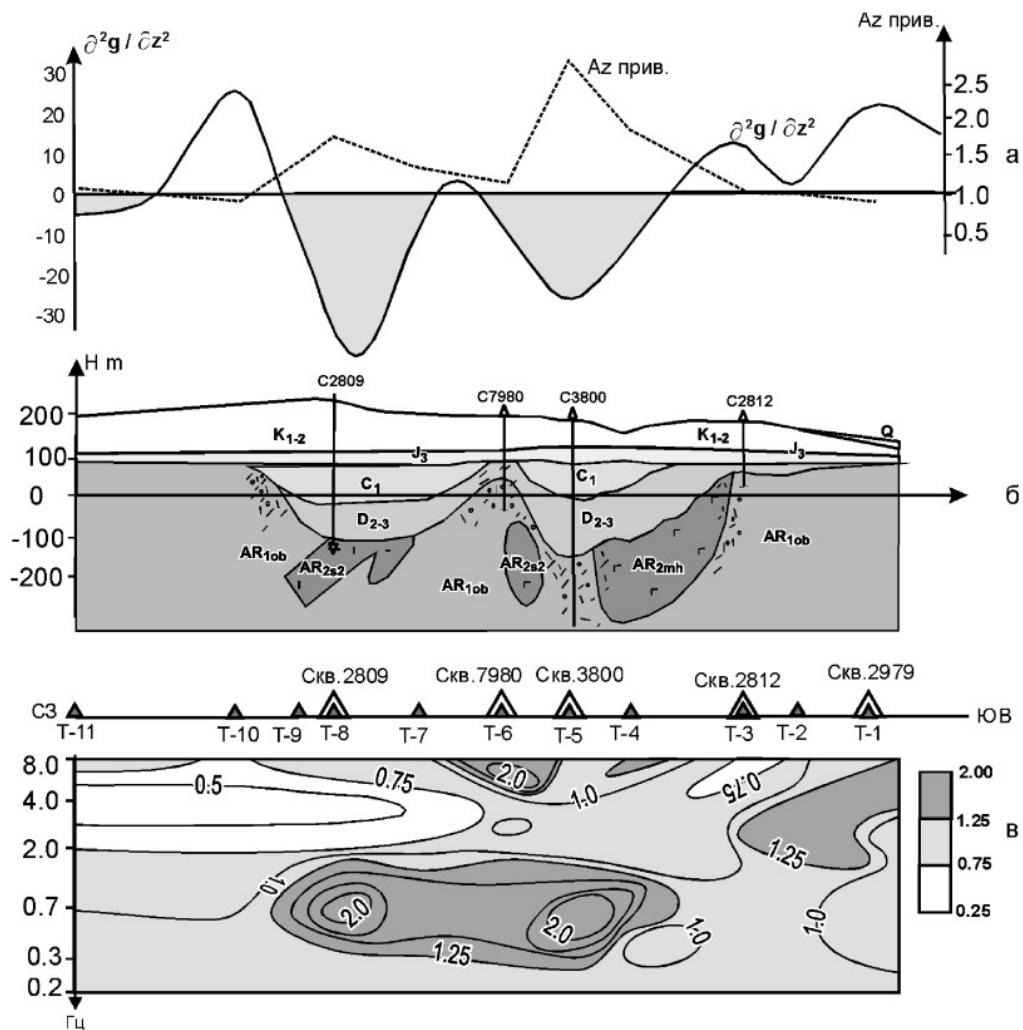 ∂²g / ∂z²
Az прив.
30
20
10
0
-10
-20
-30
Az прив.
∂²g / ∂z²
2.5
2.0
1.5
1.0
0.5
а
H m
200
100
0
-100
-200
C2809
C7980
C3800
C2812
K₁₋₂
J₃
K₁₋₂
Q
C₁
C₁
D₂₋₃
D₂₋₃
AR₁ob
AR₂s₂
AR₁ob
AR₂s₂
AR₂mh
AR₁ob
б
Скв.2809
Скв.7980
Скв.3800
Скв.2812
Скв.2979
СЗ
ЮВ
Т-11
Т-10
Т-9
Т-8
Т-7
Т-6
Т-5
Т-4
Т-3
Т-2
Т-1
8.0
4.0
2.0
0.7
0.3
0.2
Гц
0.5
0.75
2.0
1.0
0.75
1.25
1.0
2.0
2.0
1.25
1.0
1.0
2.00
1.25
0.75
0.25
в